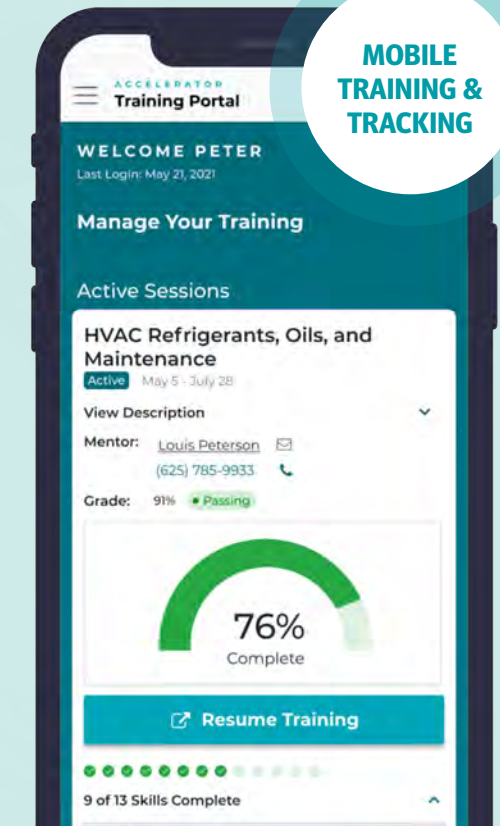 MOBILE
TRAINING &
TRACKING
ACCELERATOR
Training Portal
WELCOME PETER
Last Login: May 21, 2021
Manage Your Training
Active Sessions
HVAC Refrigerants, Oils, and
Maintenance
Active May 5 - July 28
View Description
Mentor: Louis Peterson
(625) 785-9933
Grade: 91% Passing
76%
Complete
Resume Training
9 of 13 Skills Complete